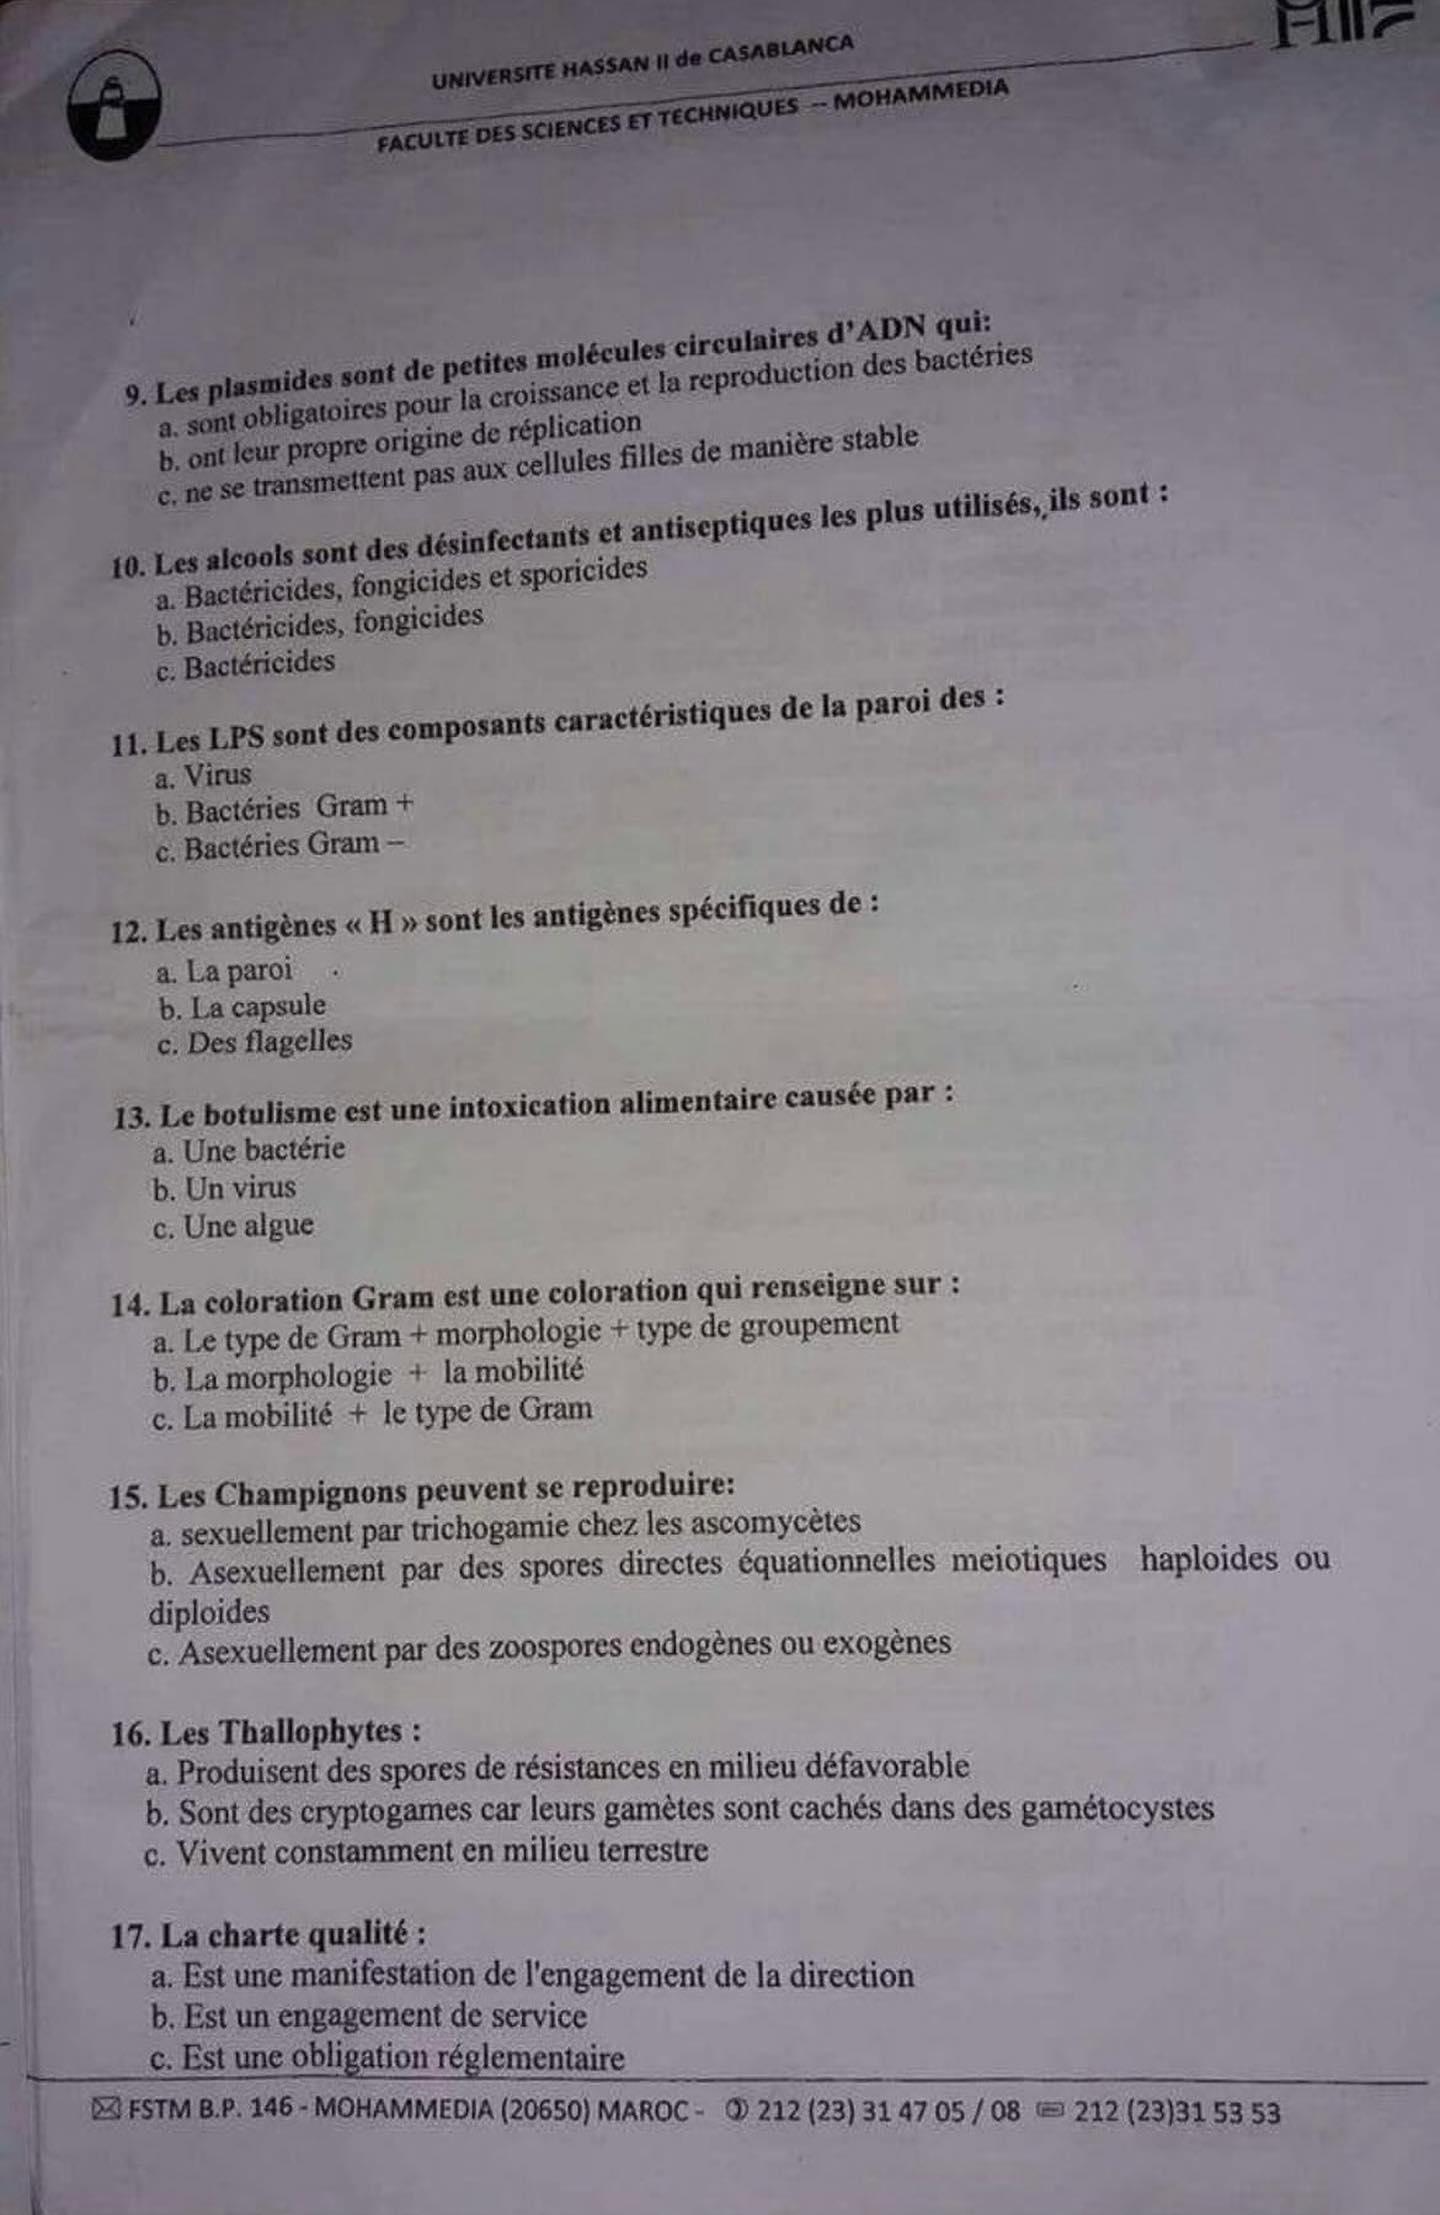 UNIVERSITE HASSAN II de CASABLANCA
FACULTE DES SCIENCES ET TECHNIQUES -- MOHAMMEDIA
9. Les plasmides sont de petites molécules circulaires d'ADN qui:
a. sont obligatoires pour la croissance et la reproduction des bactéries
b. ont leur propre origine de réplication
c. ne se transmettent pas aux cellules filles de manière stable
10. Les alcools sont des désinfectants et antiseptiques les plus utilisés, ils sont :
a. Bactéricides, fongicides et sporicides
b. Bactéricides, fongicides
c. Bactéricides
11. Les LPS sont des composants caractéristiques de la paroi des :
a. Virus
b. Bactéries Gram +
c. Bactéries Gram –
12. Les antigènes « H » sont les antigènes spécifiques de :
a. La paroi
b. La capsule
c. Des flagelles
13. Le botulisme est une intoxication alimentaire causée par :
a. Une bactérie
b. Un virus
c. Une algue
14. La coloration Gram est une coloration qui renseigne sur :
a. Le type de Gram + morphologie + type de groupement
b. La morphologie + la mobilité
c. La mobilité + le type de Gram
15. Les Champignons peuvent se reproduire:
a. sexuellement par trichogamie chez les ascomycètes
b. Asexuellement par des spores directes équationnelles meiotiques haploides ou
diploides
c. Asexuellement par des zoospores endogènes ou exogènes
16. Les Thallophytes :
a. Produisent des spores de résistances en milieu défavorable
b. Sont des cryptogames car leurs gamètes sont cachés dans des gamétocystes
c. Vivent constamment en milieu terrestre
17. La charte qualité :
a. Est une manifestation de l'engagement de la direction
b. Est un engagement de service
c. Est une obligation réglementaire
FSTM B.P. 146 - MOHAMMEDIA (20650) MAROC - 212 (23) 31 47 05 / 08 212 (23)31 53 53